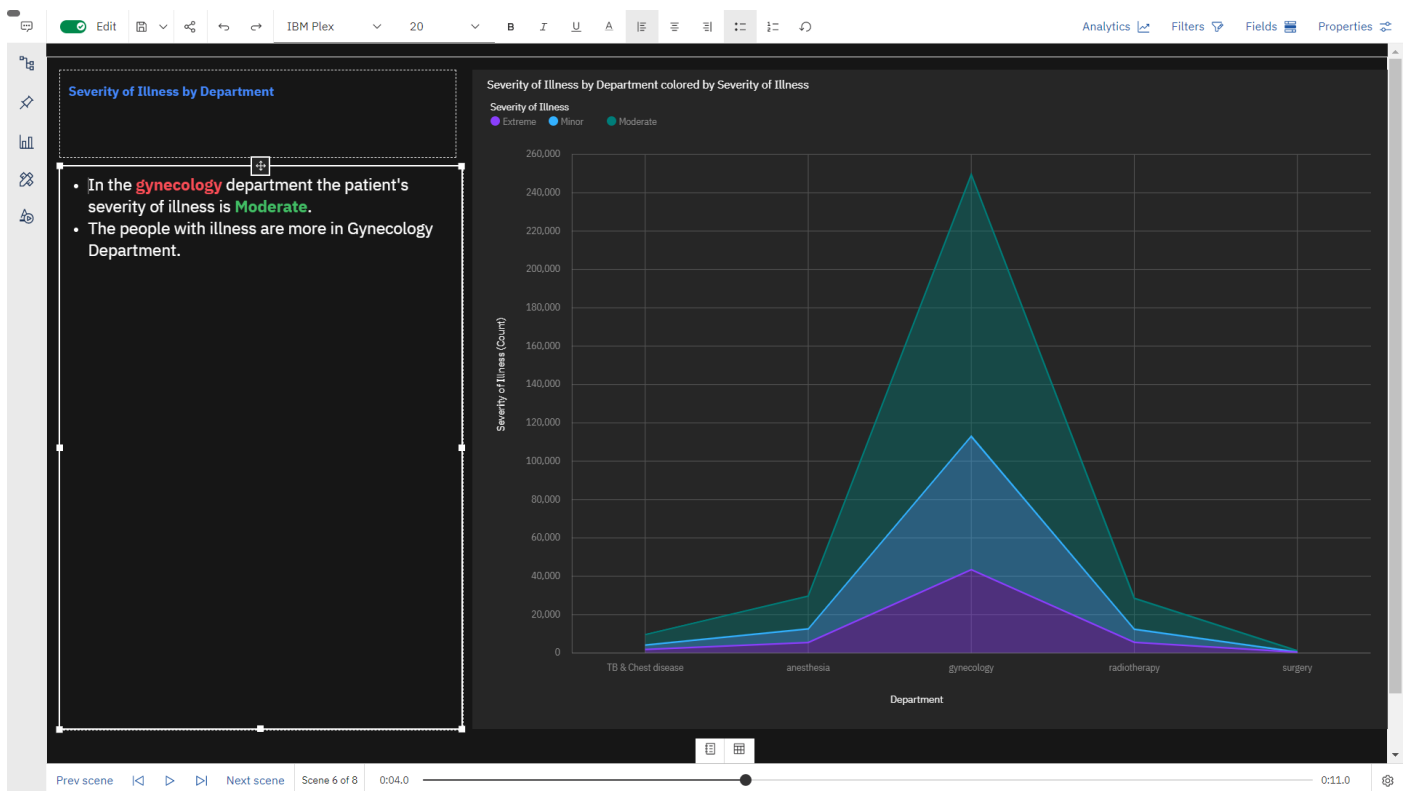 Edit
IBM Plex
20
B
I
U
A
Analytics
Filters
Fields
Properties
Severity of Illness by Department
• In the gynecology department the patient's
severity of illness is Moderate.
• The people with illness are more in Gynecology
Department.
Severity of Illness by Department colored by Severity of Illness
Severity of Illness
Extreme Minor Moderate
260,000
240,000
220,000
200,000
180,000
160,000
140,000
120,000
100,000
80,000
60,000
40,000
20,000
0
Severity of Illness (Count)
TB & Chest disease anesthesia gynecology radiotherapy surgery
Department
Prev scene
Next scene
Scene 6 of 8
0:04.0
0:11.0